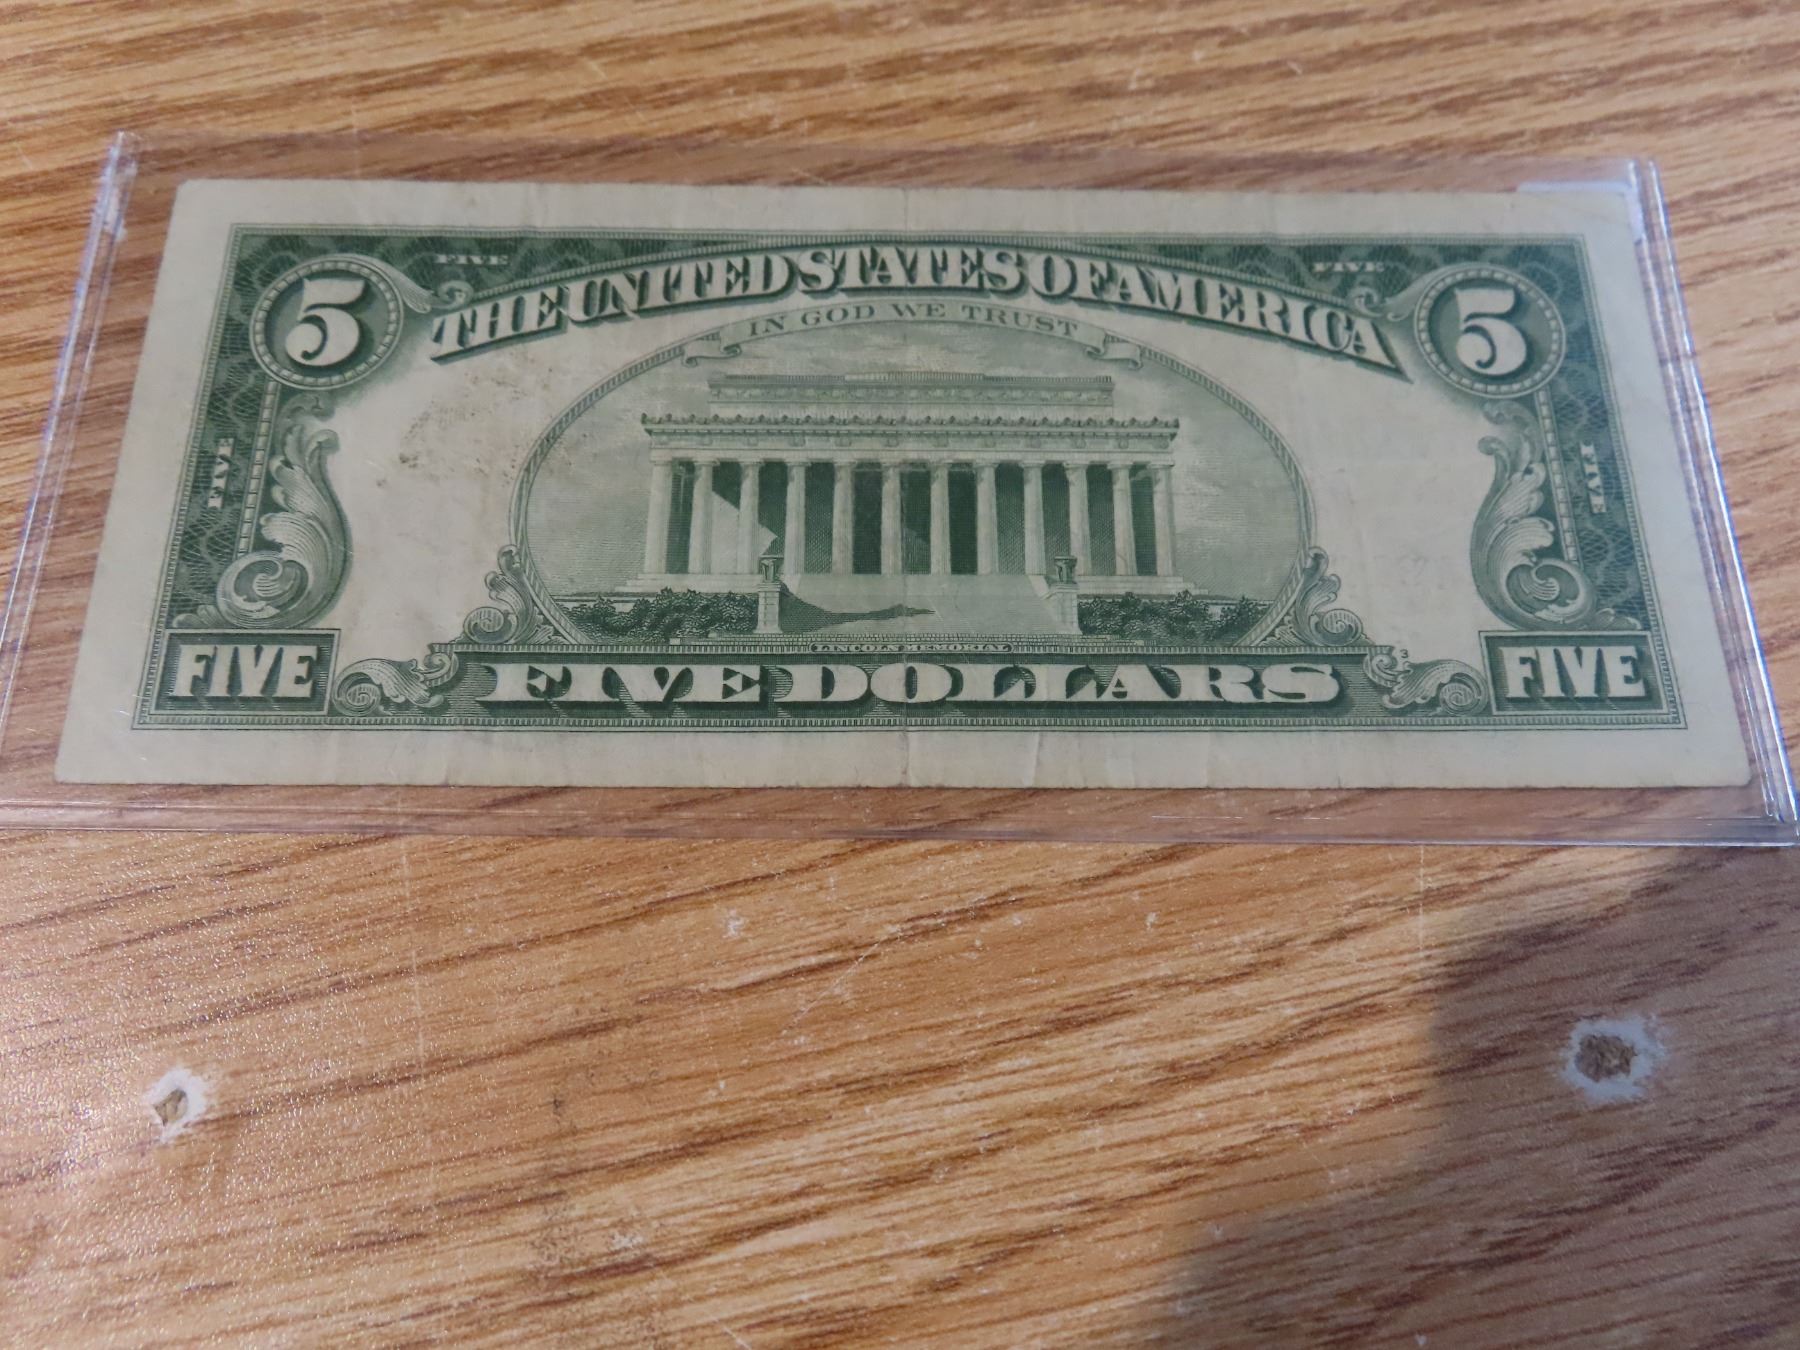 FIVE FIVE
5 THE UNITED STATES OF AMERICA 5
IN GOD WE TRUST
FIVE FIVE
LINCOLN MEMORIAL
3
FIVE FIVE DOLLARS FIVE